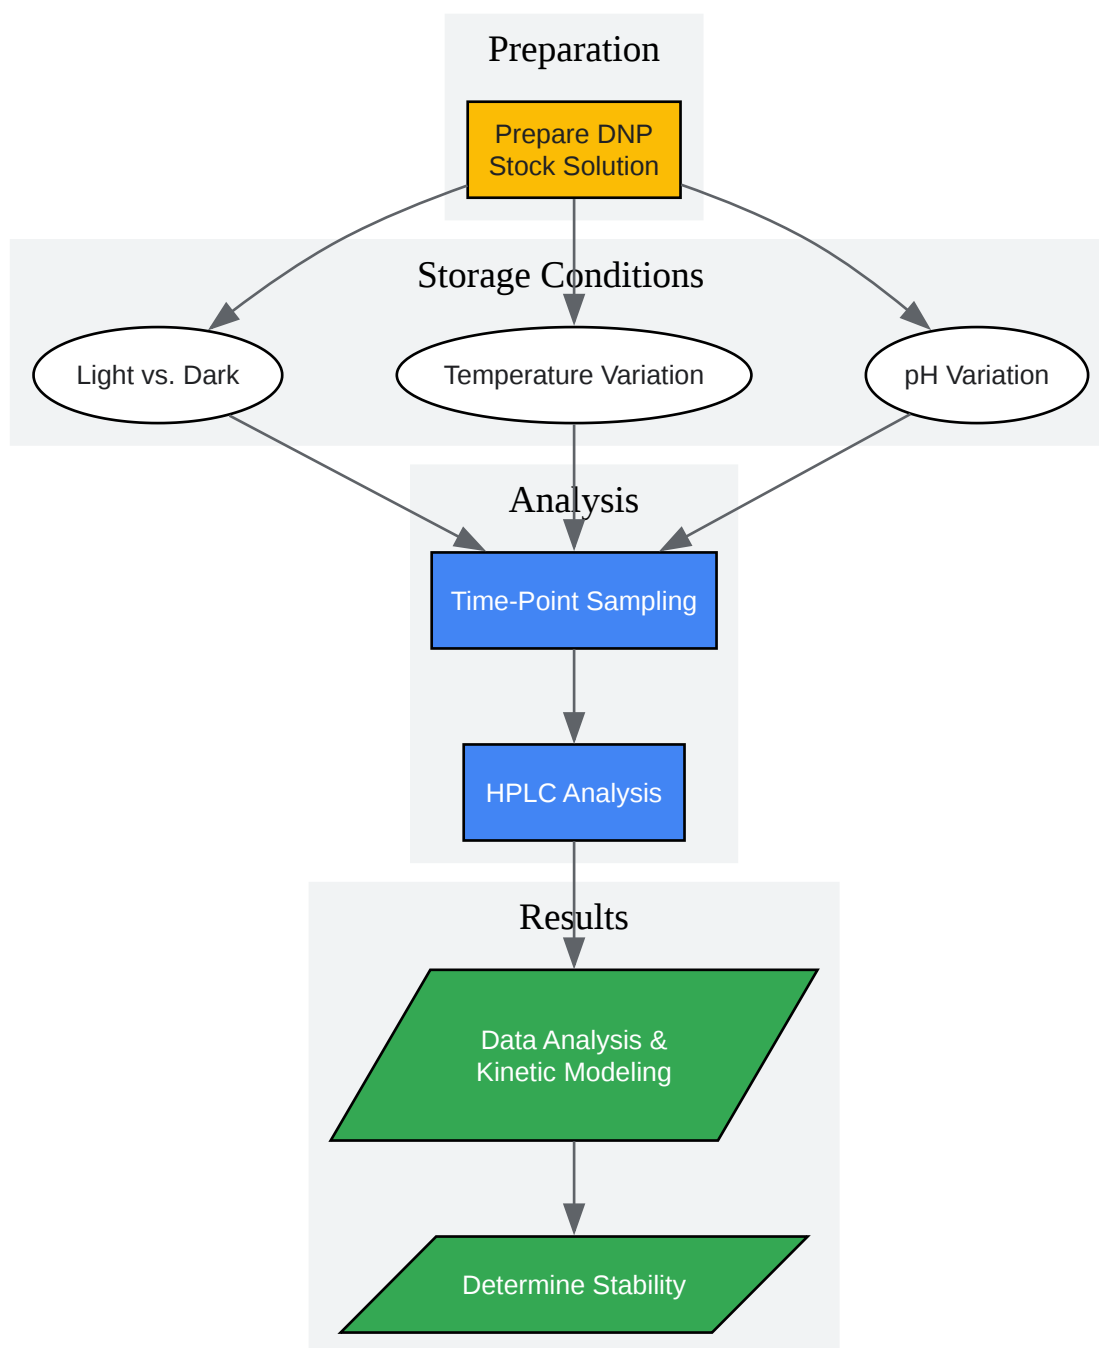 Preparation
Prepare DNP
Stock Solution
Storage Conditions
Light vs. Dark
Temperature Variation
pH Variation
Analysis
Time-Point Sampling
HPLC Analysis
Results
Data Analysis &
Kinetic Modeling
Determine Stability